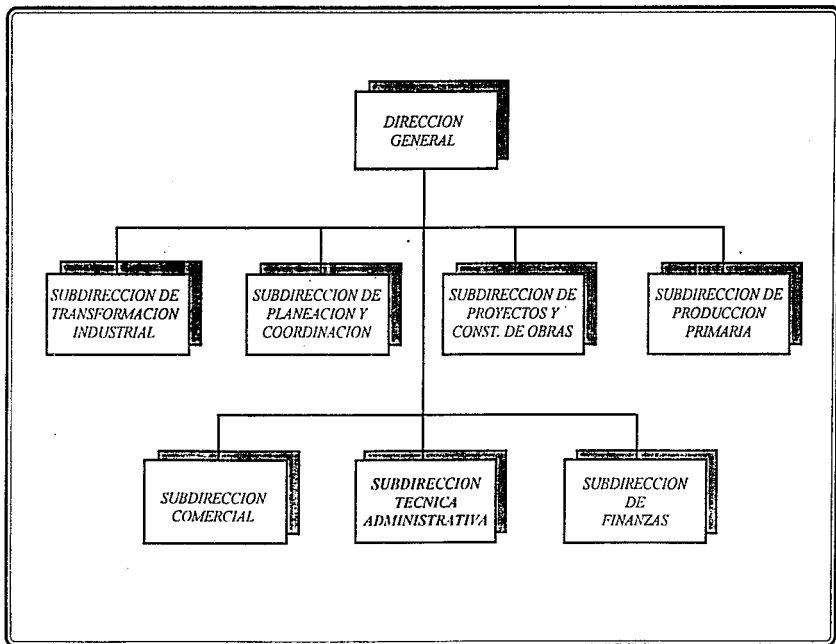 DIRECCION
GENERAL
SUBDIRECCION DE
TRANSFORMACION
INDUSTRIAL
SUBDIRECCION DE
PLANEACION Y
COORDINACION
SUBDIRECCION DE
PROYECTOS Y
CONST. DE OBRAS
SUBDIRECCION DE
PRODUCCION
PRIMARIA
SUBDIRECCION
COMERCIAL
SUBDIRECCION
TECNICA
ADMINISTRATIVA
SUBDIRECCION
DE
FINANZAS